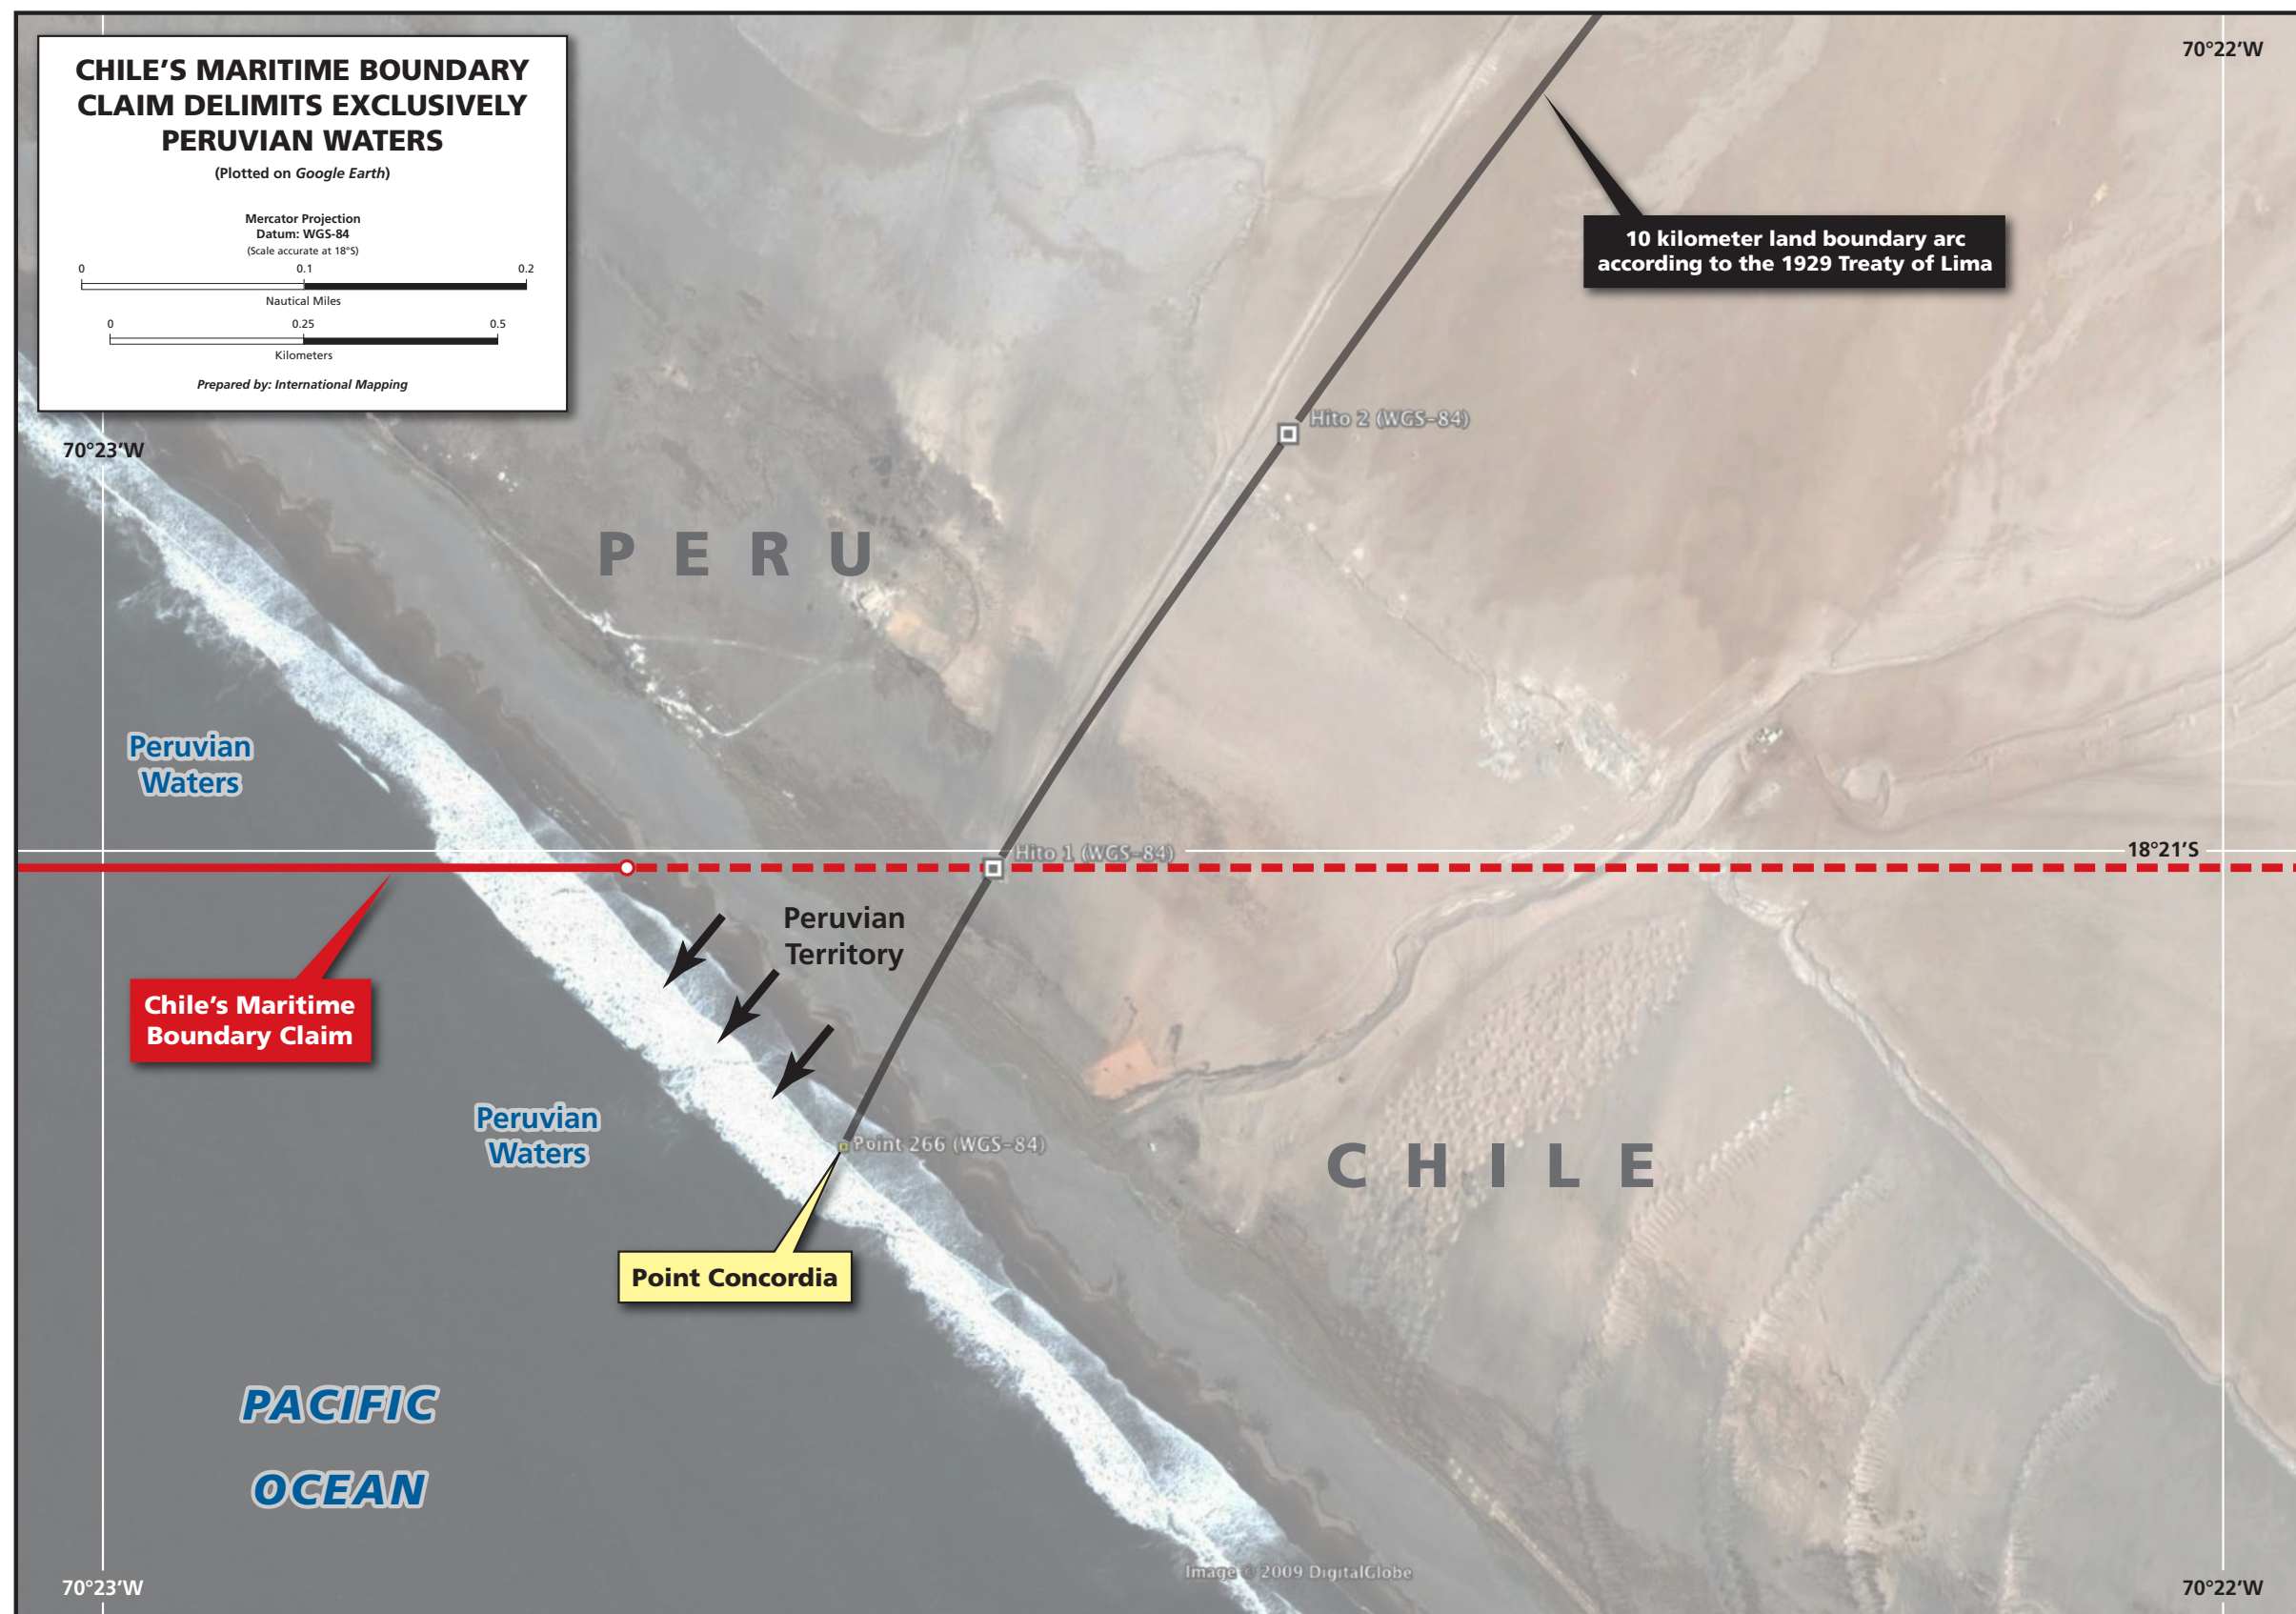 CHILE'S MARITIME BOUNDARY
CLAIM DELIMITS EXCLUSIVELY
PERUVIAN WATERS
(Plotted on Google Earth)
Mercator Projection
Datum: WGS-84
(Scale accurate at 18°S)
0 0.1 0.2
Nautical Miles
0 0.25 0.5
Kilometers
Prepared by: International Mapping
70°22'W
10 kilometer land boundary arc
according to the 1929 Treaty of Lima
Hito 2 (WGS-84)
70°23'W
PERU
Peruvian
Waters
Hito 1 (WGS-84)
18°21'S
Peruvian
Territory
Chile's Maritime
Boundary Claim
Peruvian
Waters
Point 266 (WGS-84)
CHILE
Point Concordia
PACIFIC
OCEAN
Image © 2009 DigitalGlobe
70°23'W
70°22'W